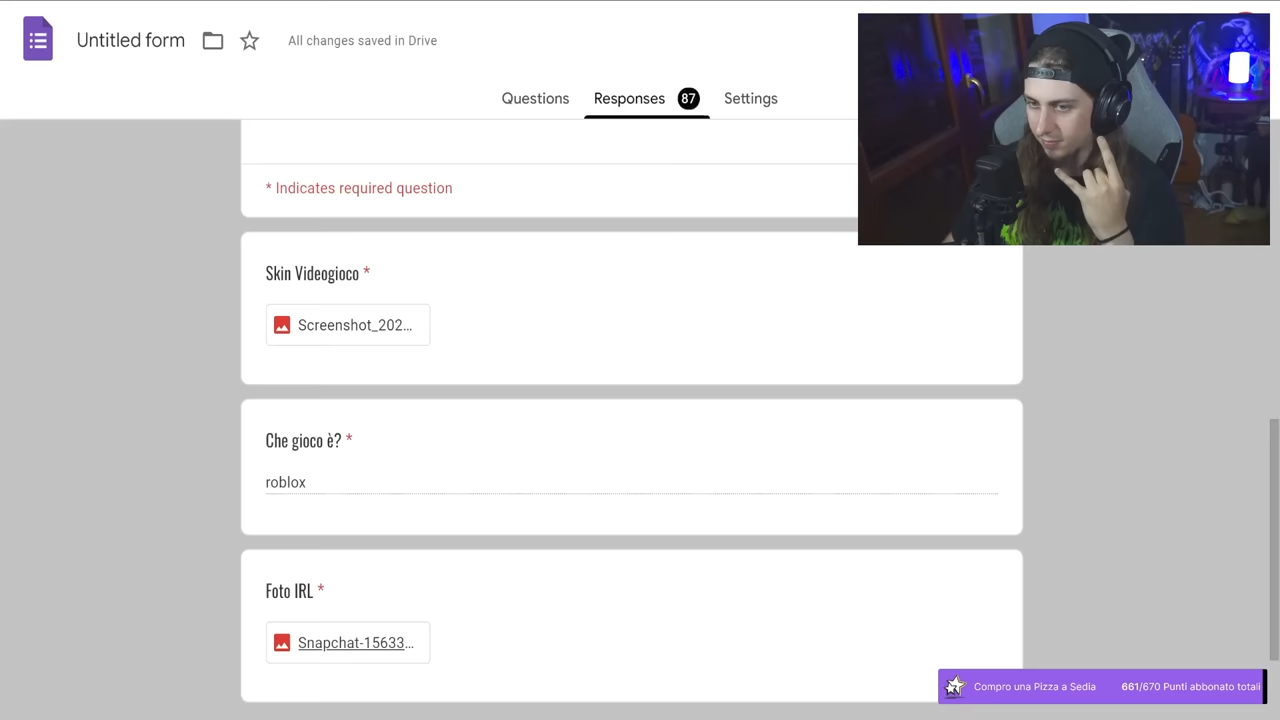 Untitled form
All changes saved in Drive
Questions
Responses 87
Settings
* Indicates required question
Skin Videogioco *
Screenshot_202...
Che gioco è? *
roblox
Foto IRL *
Snapchat-15633...
Compro una Pizza a Sedia
661/670 Punti abbonato totali